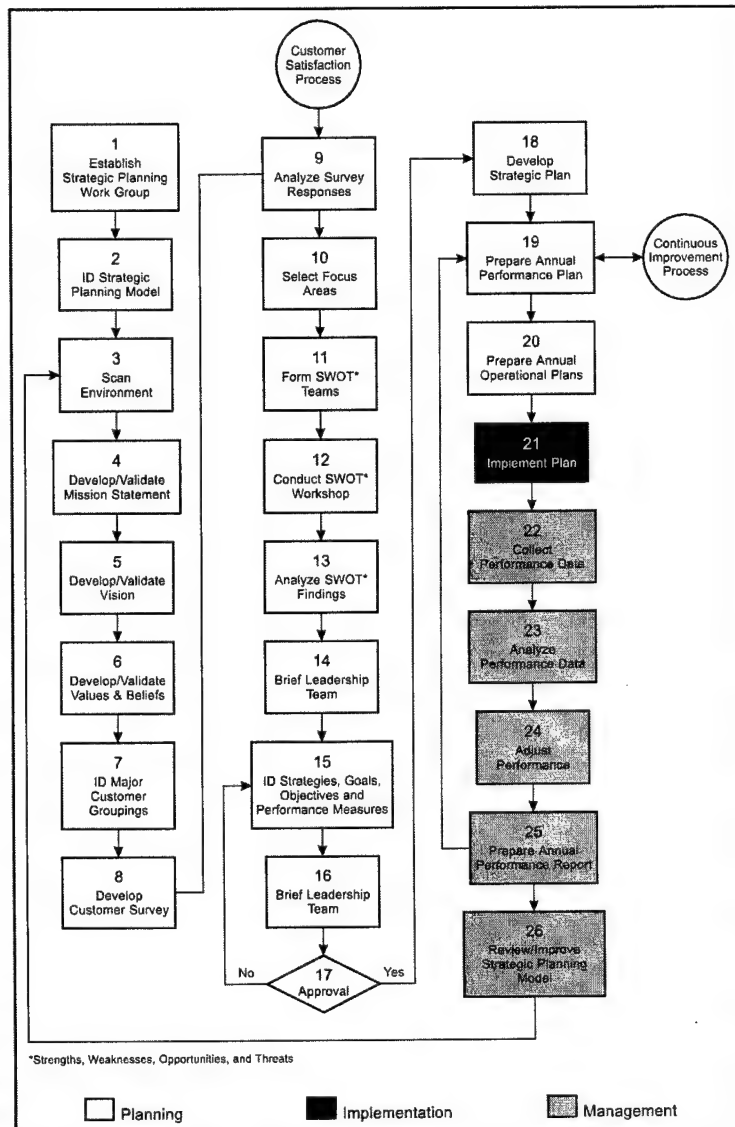 Customer
Satisfaction
Process
1
Establish
Strategic Planning
Work Group
2
ID Strategic
Planning Model
3
Scan
Environment
4
Develop/Validate
Mission Statement
5
Develop/Validate
Vision
6
Develop/Validate
Values & Beliefs
7
ID Major
Customer
Groupings
8
Develop
Customer Survey
9
Analyze Survey
Responses
10
Select Focus
Areas
11
Form SWOT*
Teams
12
Conduct SWOT*
Workshop
13
Analyze SWOT*
Findings
14
Brief Leadership
Team
15
ID Strategies, Goals,
Objectives and
Performance Measures
16
Brief Leadership
Team
No
17
Approval
Yes
18
Develop
Strategic Plan
19
Prepare Annual
Performance Plan
Continuous
Improvement
Process
20
Prepare Annual
Operational Plans
21
Implement Plan
22
Collect
Performance Data
23
Analyze
Performance Data
24
Adjust
Performance
25
Prepare Annual
Performance Report
26
Review/Improve
Strategic Planning
Model
*Strengths, Weaknesses, Opportunities, and Threats
Planning
Implementation
Management